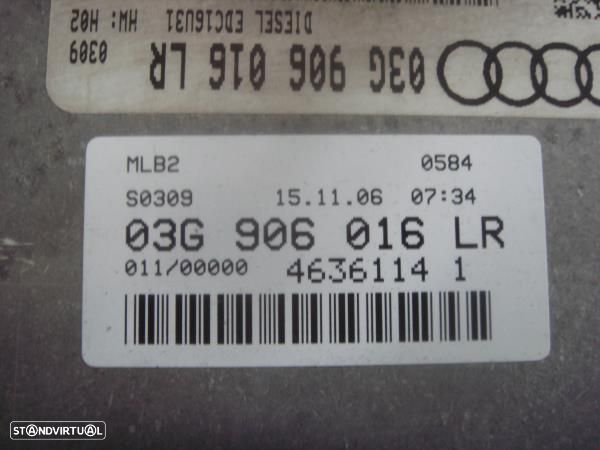 03G 906 016 LR
0309
DIESEL EDC16U31 HW: H02
MLB2 0584
S0309 15.11.06 07:34
03G 906 016 LR
011/00000 4636114 1
STANDVIRTUAL